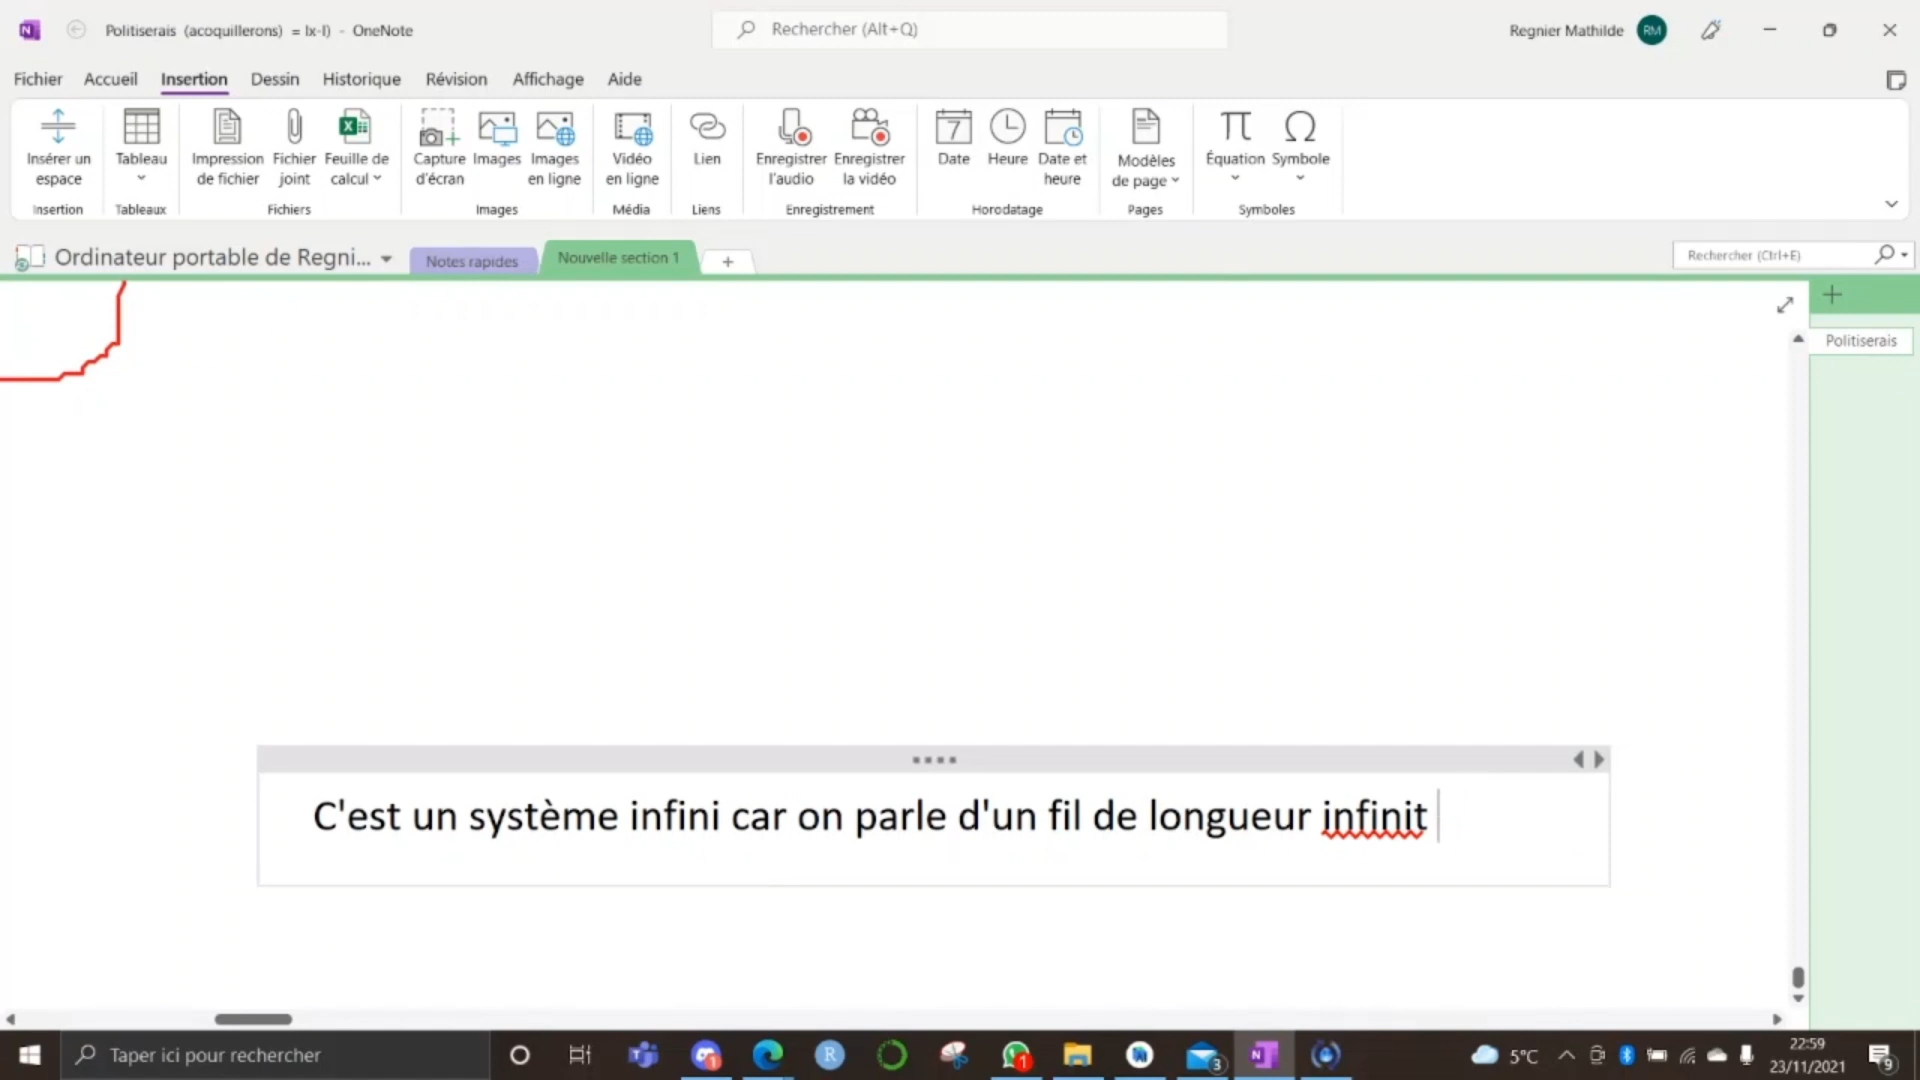 Politiserais (acoquillerons) = lx-l) - OneNote
Rechercher (Alt+Q)
Regnier Mathilde RM
Fichier Accueil Insertion Dessin Historique Révision Affichage Aide
Insérer un espace
Tableau
Impression de fichier
Fichier joint
Feuille de calcul
Capture d'écran
Images
Images en ligne
Vidéo en ligne
Lien
Enregistrer l'audio
Enregistrer la vidéo
Date
Heure
Date et heure
Modèles de page
Équation
Symbole
Insertion Tableaux Fichiers Images Média Liens Enregistrement Horodatage Pages Symboles
Ordinateur portable de Regni... Notes rapides Nouvelle section 1 +
Rechercher (Ctrl+E)
Politiserais
C'est un système infini car on parle d'un fil de longueur infinit
Taper ici pour rechercher
5°C
22:59
23/11/2021